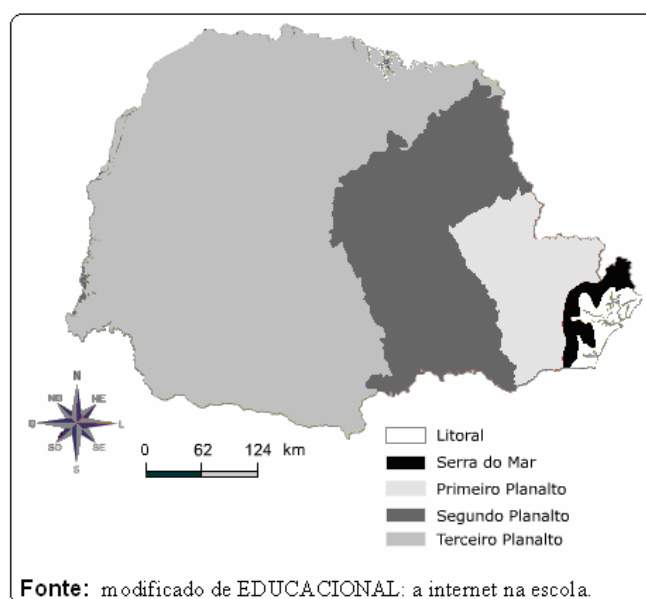 N
NO NE
O L
SO SE
S
0 62 124 km
Litoral
Serra do Mar
Primeiro Planalto
Segundo Planalto
Terceiro Planalto
Fonte: modificado de EDUCACIONAL: a internet na escola.